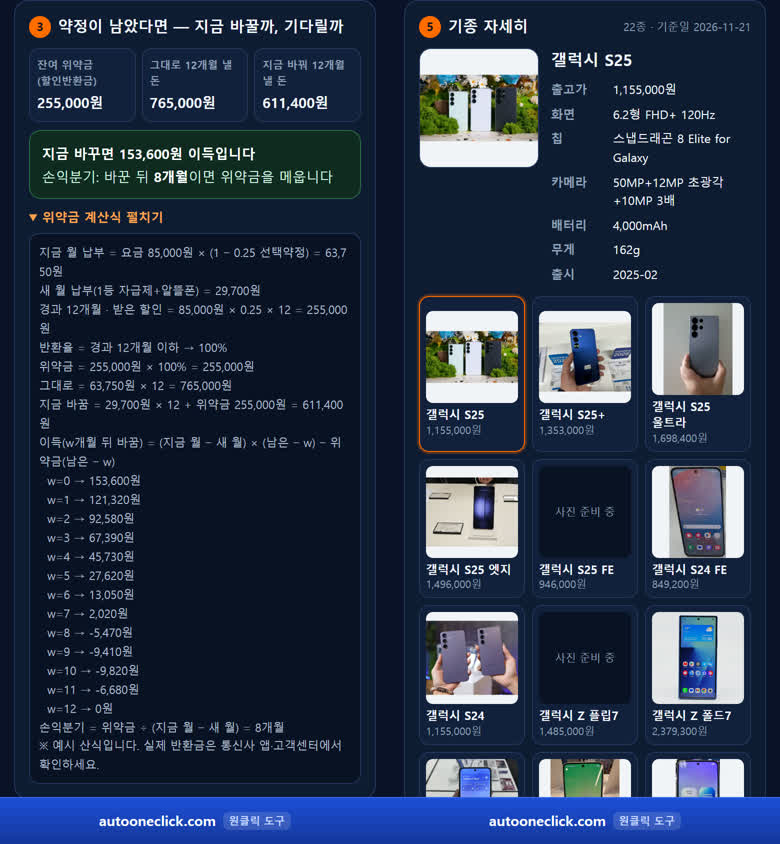 3 약정이 남았다면 — 지금 바꿀까, 기다릴까
잔여 위약금
(할인반환금)
255,000원
그대로 12개월 낼
돈
765,000원
지금 바꿔 12개월
낼 돈
611,400원
지금 바꾸면 153,600원 이득입니다
손익분기: 바꾼 뒤 8개월이면 위약금을 메웁니다
▼ 위약금 계산식 펼치기
지금 월 납부 = 요금 85,000원 × (1 − 0.25 선택약정) = 63,7
50원
새 월 납부(1등 자급제+알뜰폰) = 29,700원
경과 12개월 · 받은 할인 = 85,000원 × 0.25 × 12 = 255,000
원
반환율 = 경과 12개월 이하 → 100%
위약금 = 255,000원 × 100% = 255,000원
그대로 = 63,750원 × 12 = 765,000원
지금 바꿈 = 29,700원 × 12 + 위약금 255,000원 = 611,400
원
이득(w개월 뒤 바꿈) = (지금 월 − 새 월) × (남은 − w) − 위
약금(남은 − w)
w=0 → 153,600원
w=1 → 121,320원
w=2 → 92,580원
w=3 → 67,390원
w=4 → 45,730원
w=5 → 27,620원
w=6 → 13,050원
w=7 → 2,020원
w=8 → -5,470원
w=9 → -9,410원
w=10 → -9,820원
w=11 → -6,680원
w=12 → 0원
손익분기 = 위약금 ÷ (지금 월 − 새 월) = 8개월
※ 예시 산식입니다. 실제 반환금은 통신사 앱·고객센터에서
확인하세요.
5 기종 자세히
22종 · 기준일 2026-11-21
갤럭시 S25
출고가 1,155,000원
화면 6.2형 FHD+ 120Hz
칩 스냅드래곤 8 Elite for
Galaxy
카메라 50MP+12MP 초광각
+10MP 3배
배터리 4,000mAh
무게 162g
출시 2025-02
갤럭시 S25
1,155,000원
갤럭시 S25+
1,353,000원
갤럭시 S25
울트라
1,698,400원
갤럭시 S25 엣지
1,496,000원
사진 준비 중
갤럭시 S25 FE
946,000원
갤럭시 S24 FE
849,200원
갤럭시 S24
1,155,000원
사진 준비 중
갤럭시 Z 플립7
1,485,000원
갤럭시 Z 폴드7
2,379,300원
autooneclick.com 원클릭 도구
autooneclick.com 원클릭 도구